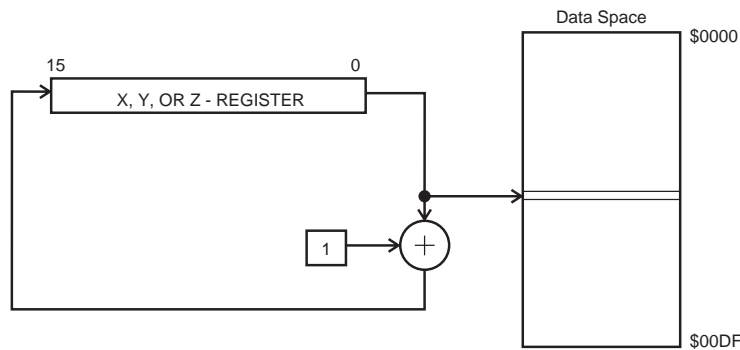 Data Space
$0000
15 0
X, Y, OR Z - REGISTER
1
+
$00DF